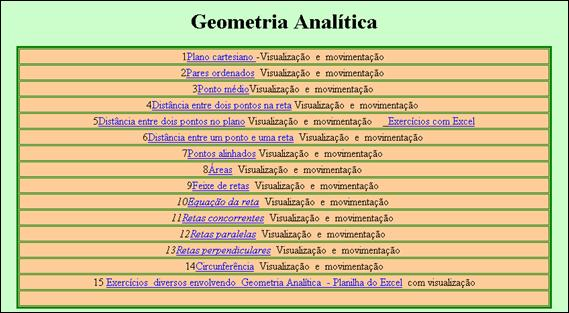 Geometria Analítica
1Plano cartesiano -Visualização e movimentação
2Pares ordenados Visualização e movimentação
3Ponto médioVisualização e movimentação
4Distância entre dois pontos na reta Visualização e movimentação
5Distância entre dois pontos no plano Visualização e movimentação Exercícios com Excel
6Distância entre um ponto e uma reta Visualização e movimentação
7Pontos alinhados Visualização e movimentação
8Áreas Visualização e movimentação
9Feixe de retas Visualização e movimentação
10Equação da reta Visualização e movimentação
11Retas concorrentes Visualização e movimentação
12Retas paralelas Visualização e movimentação
13Retas perpendiculares Visualização e movimentação
14Circunferência Visualização e movimentação
15 Exercícios diversos envolvendo Geometria Analítica - Planilha do Excel com visualização